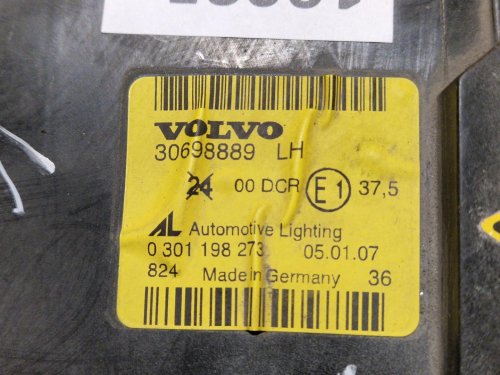 VOLVO
30698889 LH
24 00 DCR E1 37,5
AL Automotive Lighting
0 301 198 273 05.01.07
824 Made in Germany 36